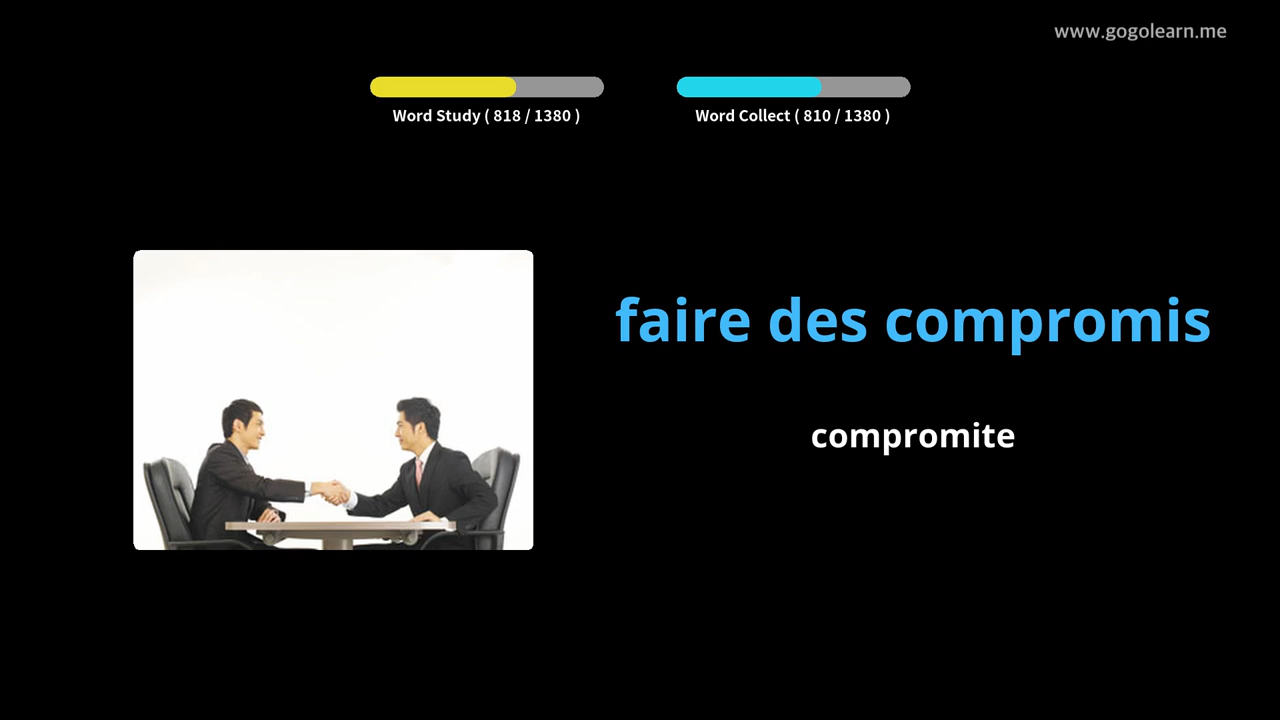 www.gogolearn.me
Word Study ( 818 / 1380 )
Word Collect ( 810 / 1380 )
faire des compromis
compromite